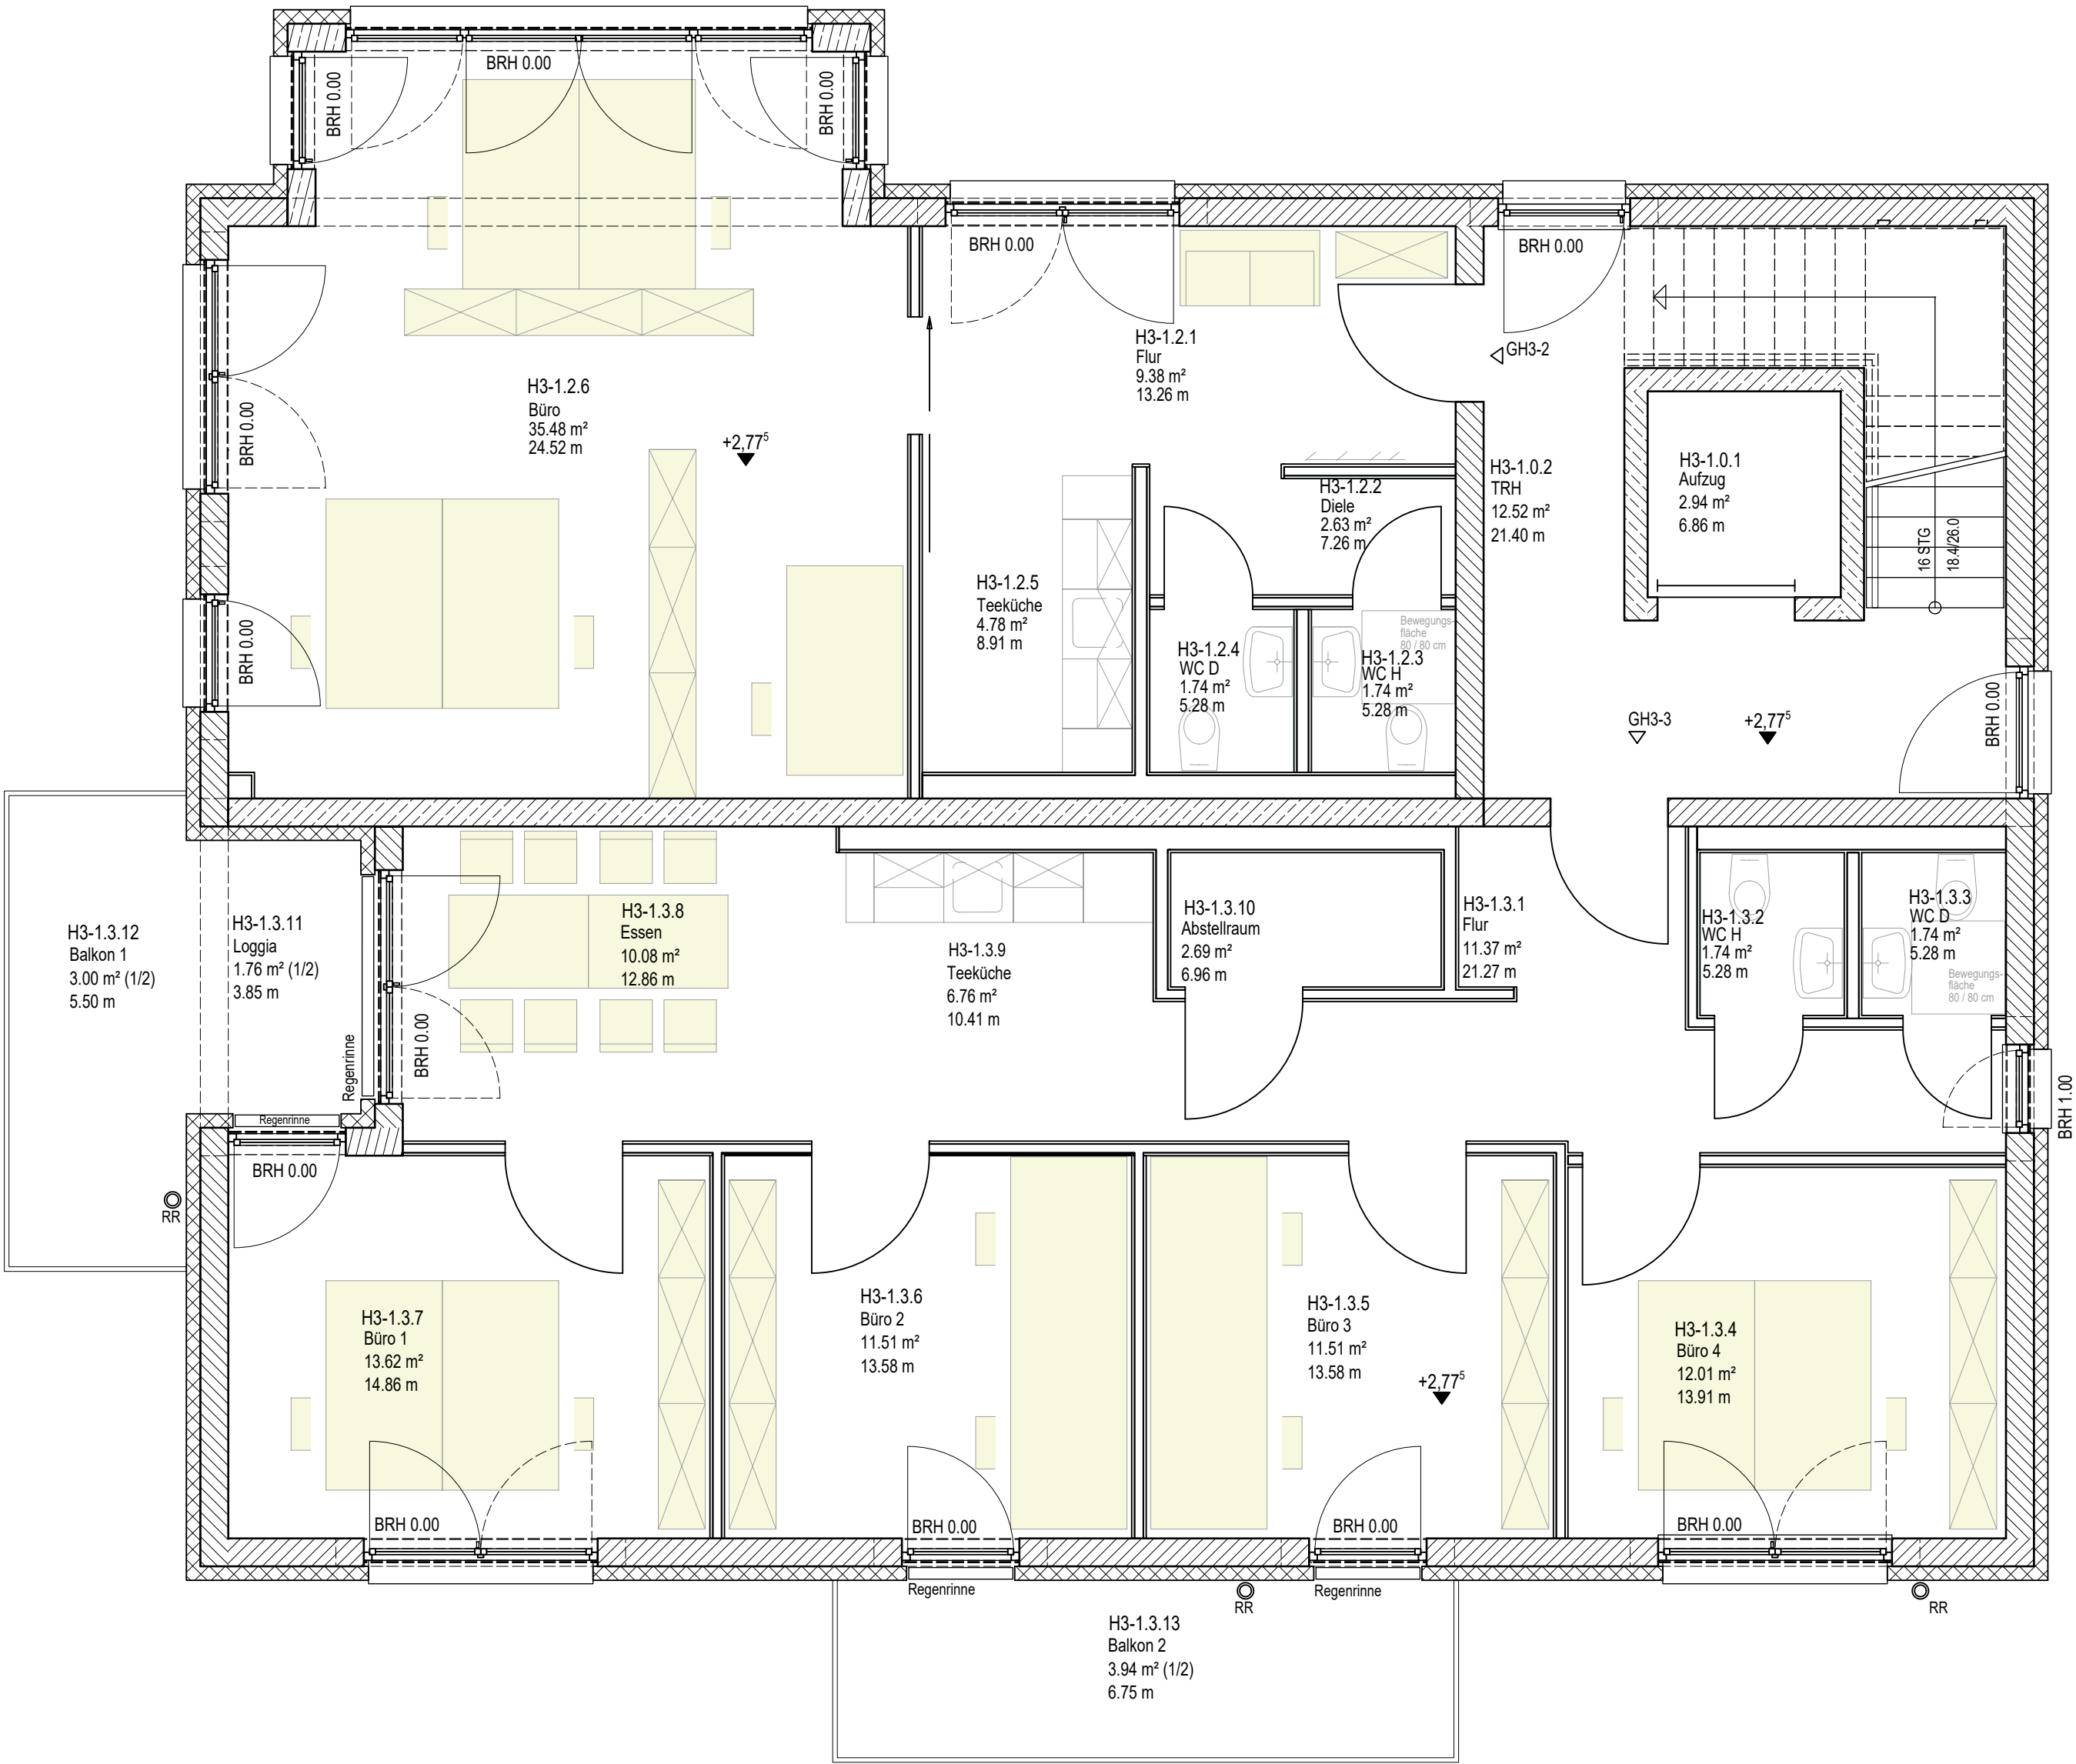 BRH 0.00
BRH 0.00
BRH 0.00
BRH 0.00
BRH 0.00
H3-1.2.1
Flur
9.38 m²
13.26 m
GH3-2
H3-1.2.6
Büro
35.48 m²
24.52 m
+2,77⁵
BRH 0.00
H3-1.0.2
TRH
12.52 m²
21.40 m
H3-1.0.1
Aufzug
2.94 m²
6.86 m
H3-1.2.2
Diele
2.63 m²
7.26 m
16 STG
18.4/26.0
H3-1.2.5
Teeküche
4.78 m²
8.91 m
BRH 0.00
Bewegungs-
fläche
80 / 80 cm
H3-1.2.4
WC D
1.74 m²
5.28 m
H3-1.2.3
WC H
1.74 m²
5.28 m
GH3-3
+2,77⁵
BRH 0.00
H3-1.3.12
Balkon 1
3.00 m² (1/2)
5.50 m
H3-1.3.11
Loggia
1.76 m² (1/2)
3.85 m
H3-1.3.8
Essen
10.08 m²
12.86 m
H3-1.3.9
Teeküche
6.76 m²
10.41 m
H3-1.3.10
Abstellraum
2.69 m²
6.96 m
H3-1.3.1
Flur
11.37 m²
21.27 m
H3-1.3.2
WC H
1.74 m²
5.28 m
H3-1.3.3
WC D
1.74 m²
5.28 m
Bewegungs-
fläche
80 / 80 cm
Regenrinne
BRH 0.00
BRH 1.00
Regenrinne
BRH 0.00
RR
H3-1.3.7
Büro 1
13.62 m²
14.86 m
H3-1.3.6
Büro 2
11.51 m²
13.58 m
H3-1.3.5
Büro 3
11.51 m²
13.58 m
+2,77⁵
H3-1.3.4
Büro 4
12.01 m²
13.91 m
BRH 0.00
BRH 0.00
BRH 0.00
BRH 0.00
Regenrinne
RR
Regenrinne
RR
H3-1.3.13
Balkon 2
3.94 m² (1/2)
6.75 m